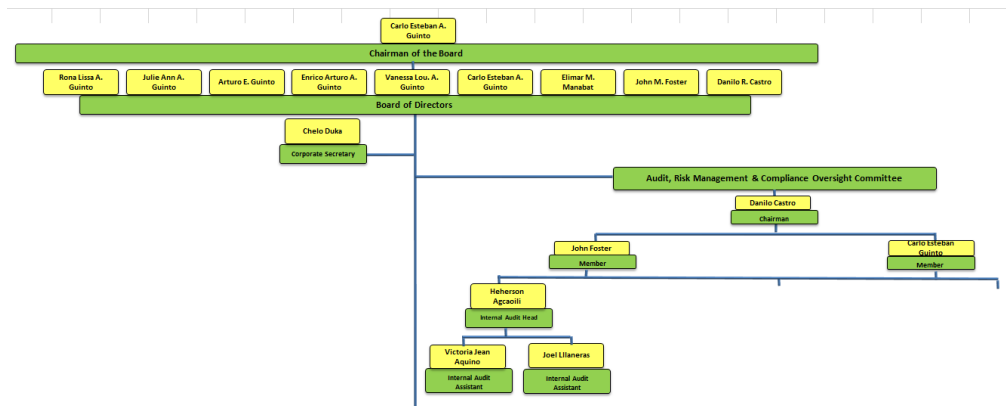 Carlo Esteban A.
Guinto
Chairman of the Board
Rona Lissa A.
Guinto
Julie Ann A.
Guinto
Arturo E. Guinto
Enrico Arturo A.
Guinto
Vanessa Lou. A.
Guinto
Carlo Esteban A.
Guinto
Elimar M.
Manabat
John M. Foster
Danilo R. Castro
Board of Directors
Chelo Duka
Corporate Secretary
Audit, Risk Management & Compliance Oversight Committee
Danilo Castro
Chairman
John Foster
Member
Carlo Esteban
Guinto
Member
Heherson
Agcaoili
Internal Audit Head
Victoria Jean
Aquino
Internal Audit
Assistant
Joel Lllaneras
Internal Audit
Assistant